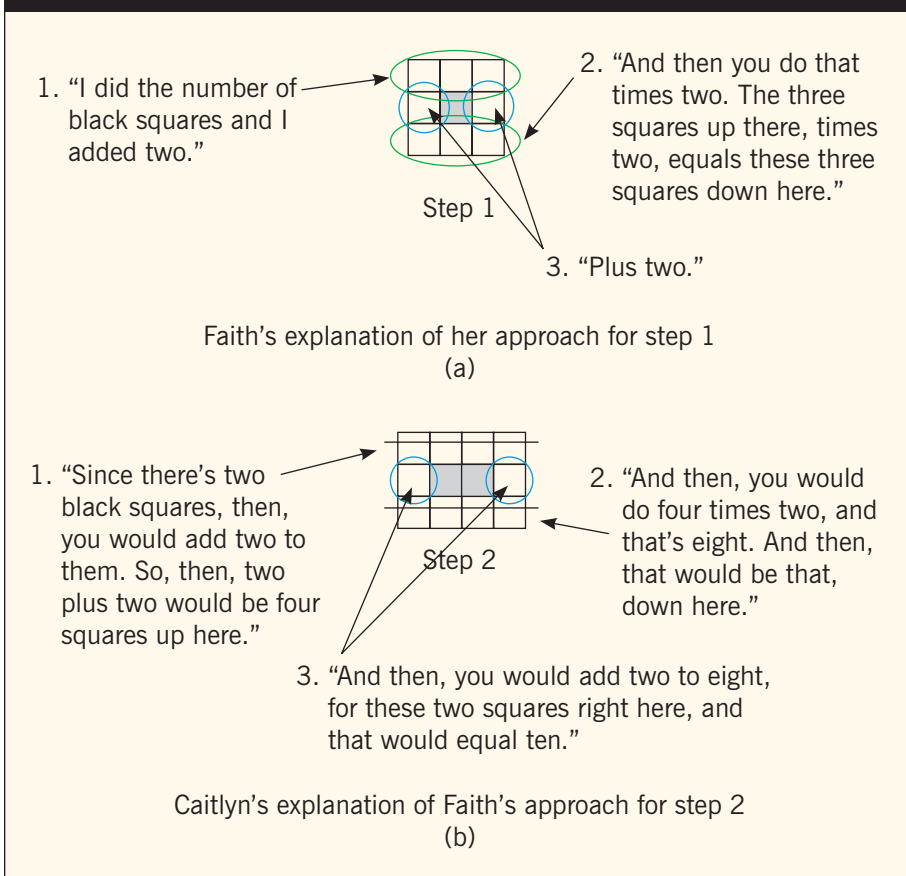 1. “I did the number of
black squares and I
added two.”
2. “And then you do that
times two. The three
squares up there, times
two, equals these three
squares down here.”
Step 1
3. “Plus two.”
Faith’s explanation of her approach for step 1
(a)
1. “Since there’s two
black squares, then,
you would add two to
them. So, then, two
plus two would be four
squares up here.”
2. “And then, you would
do four times two, and
that’s eight. And then,
that would be that,
down here.”
Step 2
3. “And then, you would add two to eight,
for these two squares right here, and
that would equal ten.”
Caitlyn’s explanation of Faith’s approach for step 2
(b)